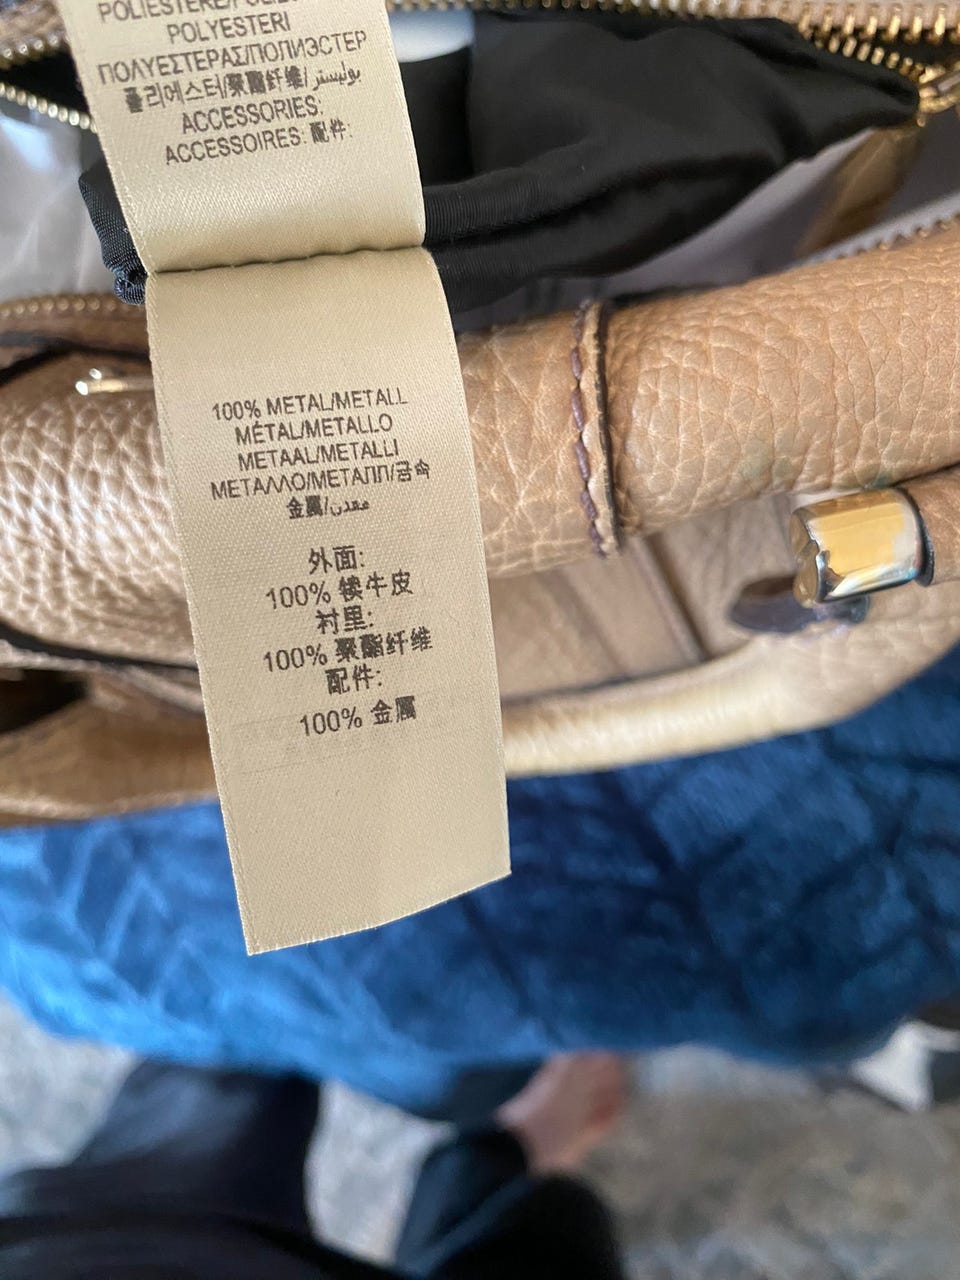 POLIESTERE/
POLYESTERI
ΠΟΛΥΕΣΤΕΡΑΣ/ПОЛИЭСТЕР
폴리에스터/聚酯纤维/بوليستر
ACCESSORIES:
ACCESSOIRES: 配件:
100% METAL/METALL
MÉTAL/METALLO
METAAL/METALLI
ΜΕΤΑΛΛΟ/МЕТАЛЛ/금속
金属/معدن
外面:
100% 犊牛皮
衬里:
100% 聚酯纤维
配件:
100% 金属